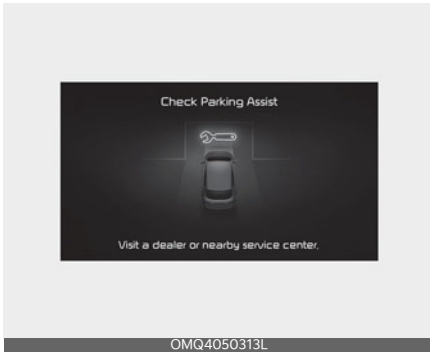 Check Parking Assist
Visit a dealer or nearby service center.
OMQ4050313L